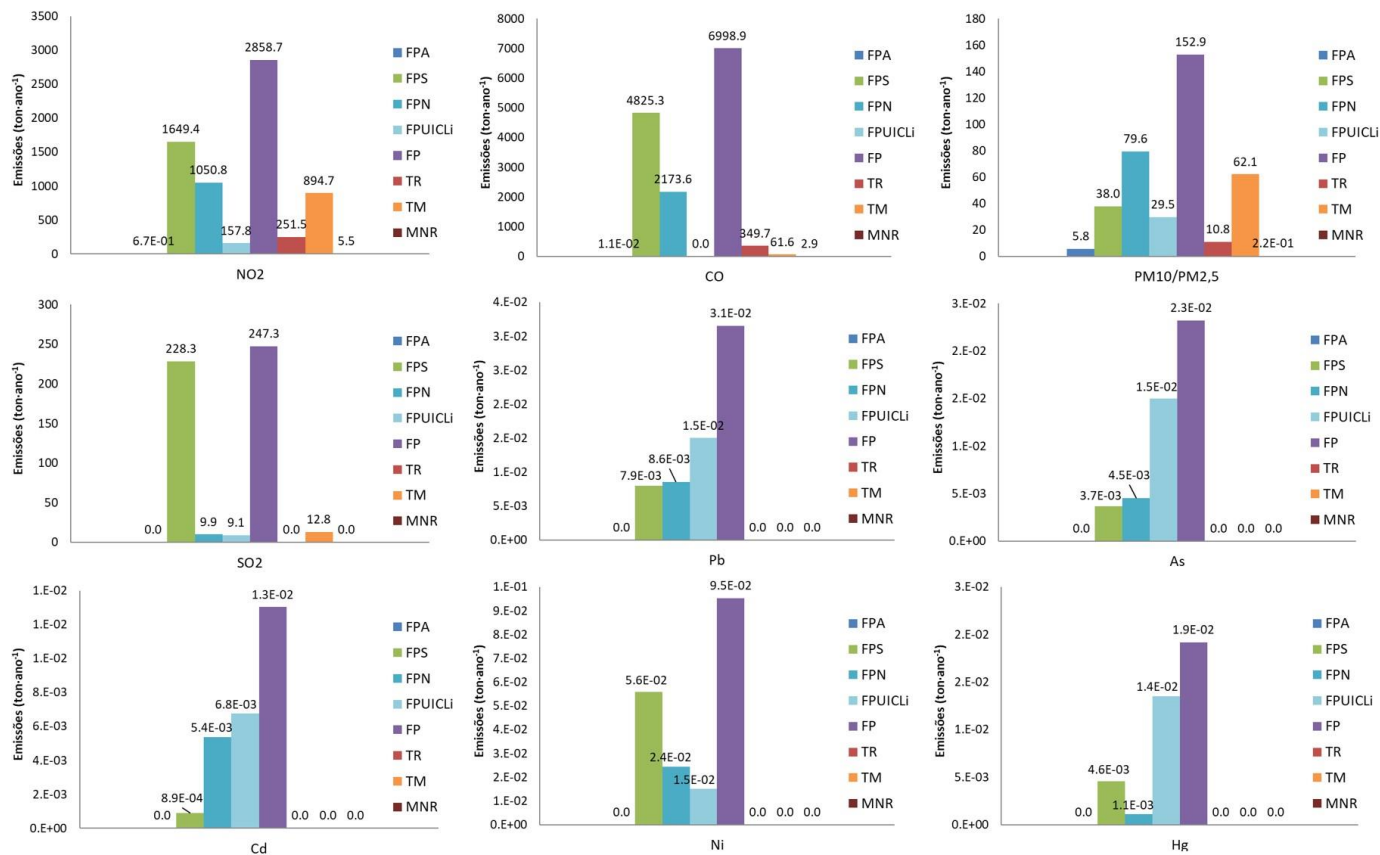 Emissões (ton·ano⁻¹)
3500
3000
2500
2000
1500
1000
500
0
6.7E-01
1649.4
1050.8
157.8
2858.7
251.5
894.7
5.5
NO2
FPA
FPS
FPN
FPUICLi
FP
TR
TM
MNR
Emissões (ton·ano⁻¹)
8000
7000
6000
5000
4000
3000
2000
1000
0
1.1E-02
4825.3
2173.6
0.0
6998.9
349.7
61.6
2.9
CO
FPA
FPS
FPN
FPUICLi
FP
TR
TM
MNR
Emissões (ton·ano⁻¹)
180
160
140
120
100
80
60
40
20
0
5.8
38.0
79.6
29.5
152.9
10.8
62.1
2.2E-01
PM10/PM2,5
FPA
FPS
FPN
FPUICLi
FP
TR
TM
MNR
Emissões (ton·ano⁻¹)
300
250
200
150
100
50
0
0.0
228.3
9.9
9.1
247.3
0.0
12.8
0.0
SO2
FPA
FPS
FPN
FPUICLi
FP
TR
TM
MNR
Emissões (ton·ano⁻¹)
4.E-02
3.E-02
3.E-02
2.E-02
2.E-02
1.E-02
5.E-03
0.E+00
0.0
7.9E-03
8.6E-03
1.5E-02
3.1E-02
0.0
0.0
0.0
Pb
FPA
FPS
FPN
FPUICLi
FP
TR
TM
MNR
Emissões (ton·ano⁻¹)
3.E-02
2.E-02
2.E-02
1.E-02
5.E-03
0.E+00
0.0
3.7E-03
4.5E-03
1.5E-02
2.3E-02
0.0
0.0
0.0
As
FPA
FPS
FPN
FPUICLi
FP
TR
TM
MNR
Emissões (ton·ano⁻¹)
1.E-02
1.E-02
1.E-02
8.E-03
6.E-03
4.E-03
2.E-03
0.E+00
0.0
8.9E-04
5.4E-03
6.8E-03
1.3E-02
0.0
0.0
0.0
Cd
FPA
FPS
FPN
FPUICLi
FP
TR
TM
MNR
Emissões (ton·ano⁻¹)
1.E-01
9.E-02
8.E-02
7.E-02
6.E-02
5.E-02
4.E-02
3.E-02
2.E-02
1.E-02
0.E+00
0.0
5.6E-02
2.4E-02
1.5E-02
9.5E-02
0.0
0.0
0.0
Ni
FPA
FPS
FPN
FPUICLi
FP
TR
TM
MNR
Emissões (ton·ano⁻¹)
3.E-02
2.E-02
2.E-02
1.E-02
5.E-03
0.E+00
0.0
4.6E-03
1.1E-03
1.4E-02
1.9E-02
0.0
0.0
0.0
Hg
FPA
FPS
FPN
FPUICLi
FP
TR
TM
MNR